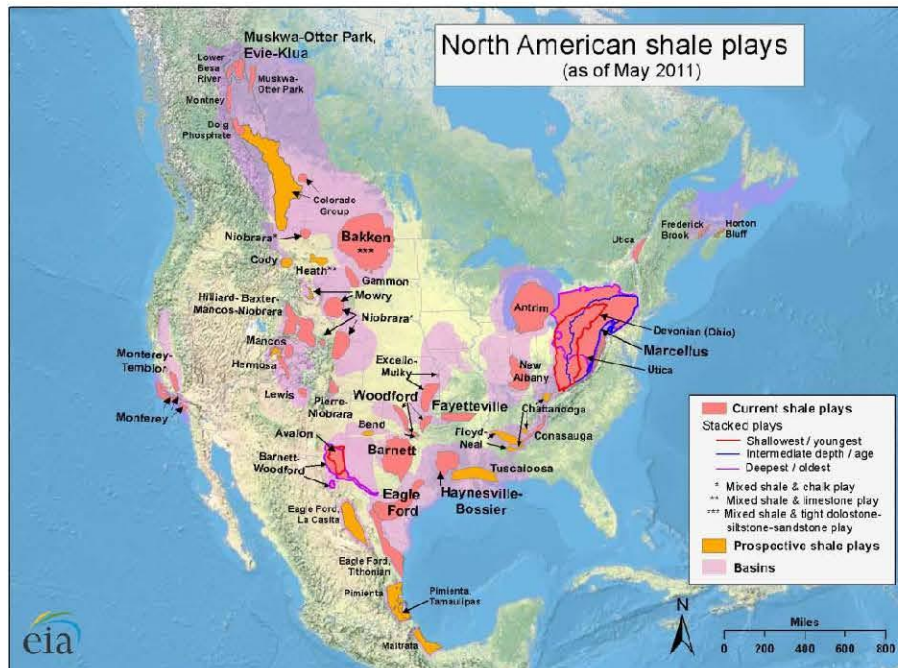 North American shale plays
(as of May 2011)
Muskwa-Otter Park,
Evie-Klua
Lower
Besa
River
Muskwa-
Otter Park
Montney
Doig
Phosphate
Colorado
Group
Niobrara*
Bakken
***
Cody
Heath**
Gammon
Mowry
Hilliard-Baxter-
Mancos-Niobrara
Niobrara*
Mancos
Hermosa
Lewis
Pierre-
Niobrara
Monterey-
Temblor
Monterey
Excello-
Mulky
Woodford
Fayetteville
Bend
Avalon
Barnett-
Woodford
Barnett
Eagle
Ford
Haynesville-
Bossier
Tuscaloosa
Floyd-
Neal
Chattanooga
Conasauga
New
Albany
Antrim
Devonian (Ohio)
Marcellus
Utica
Utica
Frederick
Brook
Horton
Bluff
Eagle Ford,
La Casita
Eagle Ford,
Tithonian
Pimienta
Pimienta,
Tamaulipas
Maltrata
Current shale plays
Stacked plays
Shallowest / youngest
Intermediate depth / age
Deepest / oldest
* Mixed shale & chalk play
** Mixed shale & limestone play
*** Mixed shale & tight dolostone-
siltstone-sandstone play
Prospective shale plays
Basins
N
Miles
0 200 400 600 800
eia